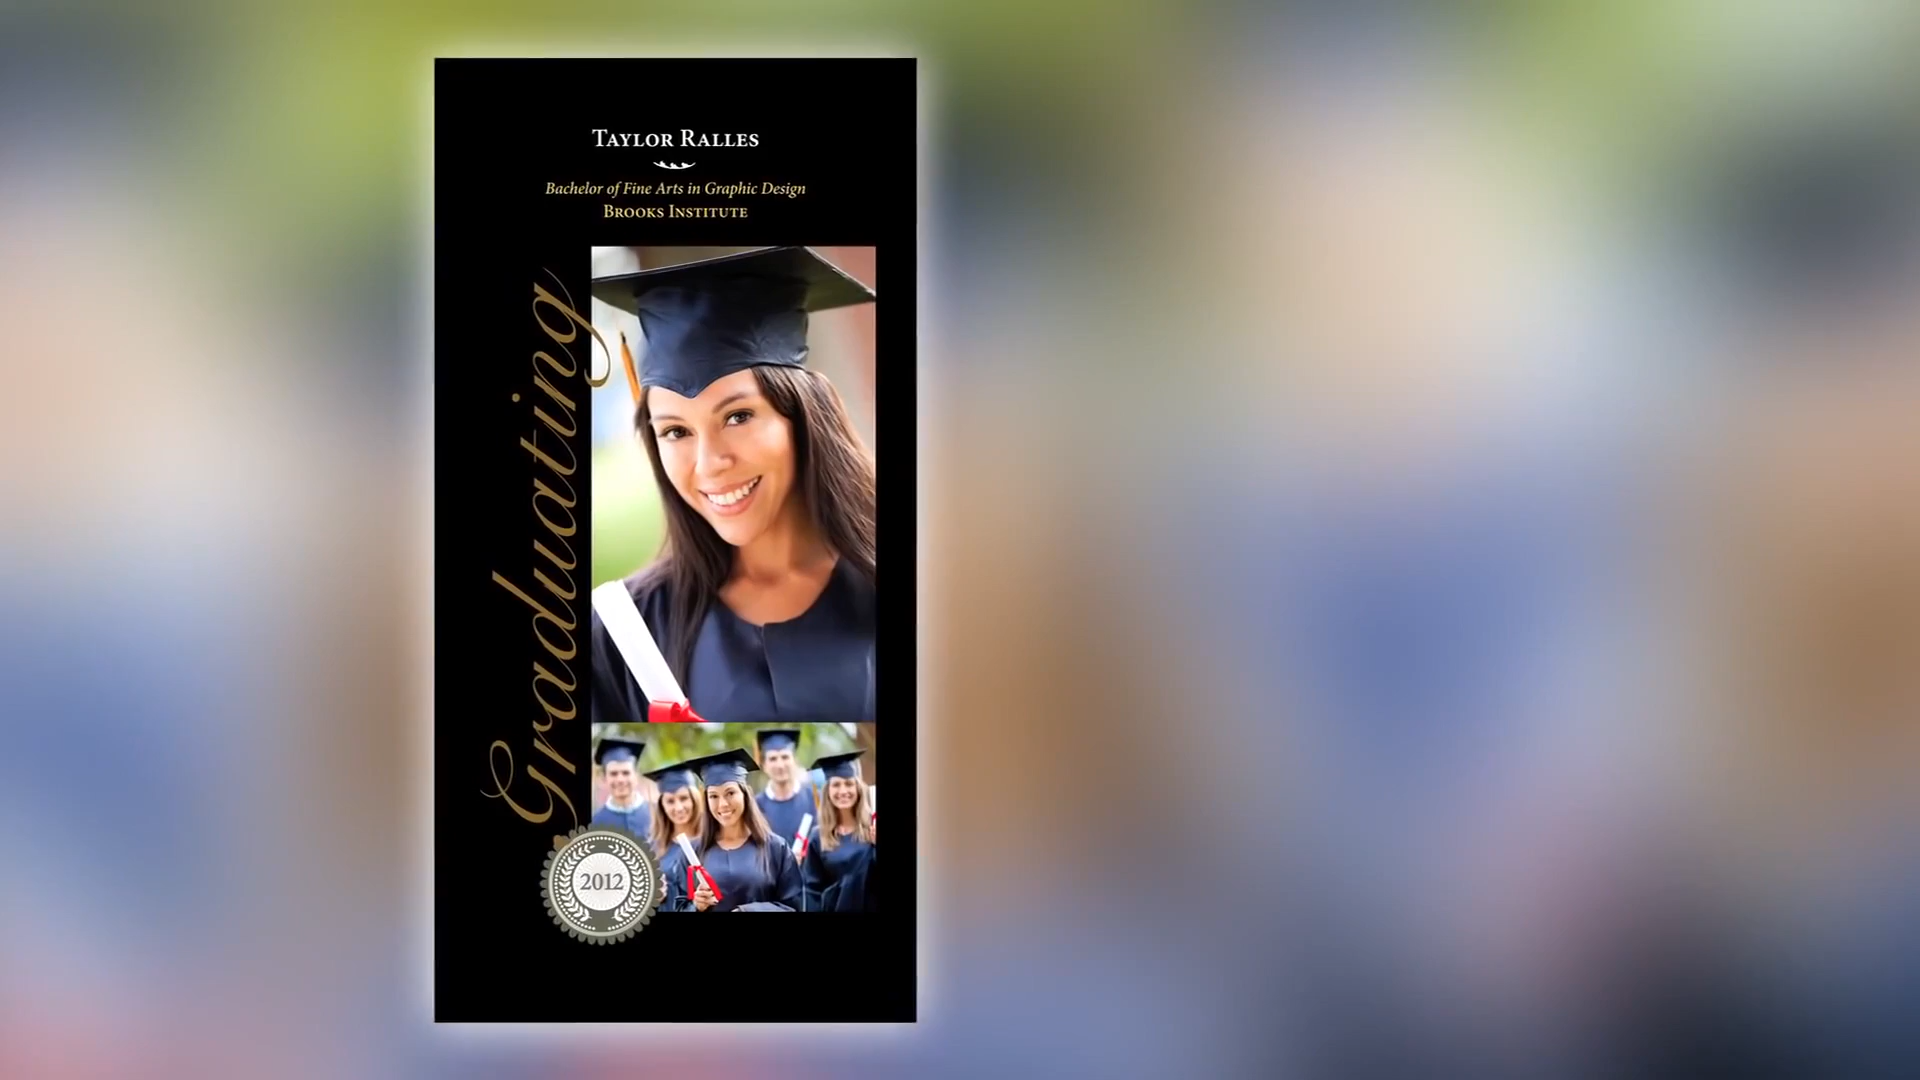 Taylor Ralles
Bachelor of Fine Arts in Graphic Design
Brooks Institute
Graduating
2012